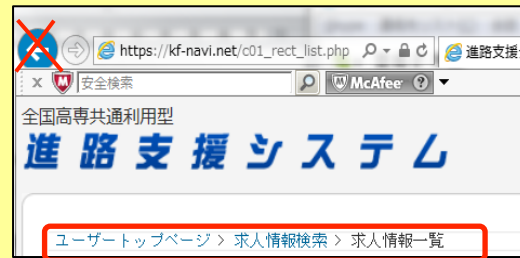 https://kf-navi.net/c01_rect_list.php
進路支援
x 安全検索 McAfee ?
全国高専共通利用型
進路支援システム
ユーザートップページ > 求人情報検索 > 求人情報一覧